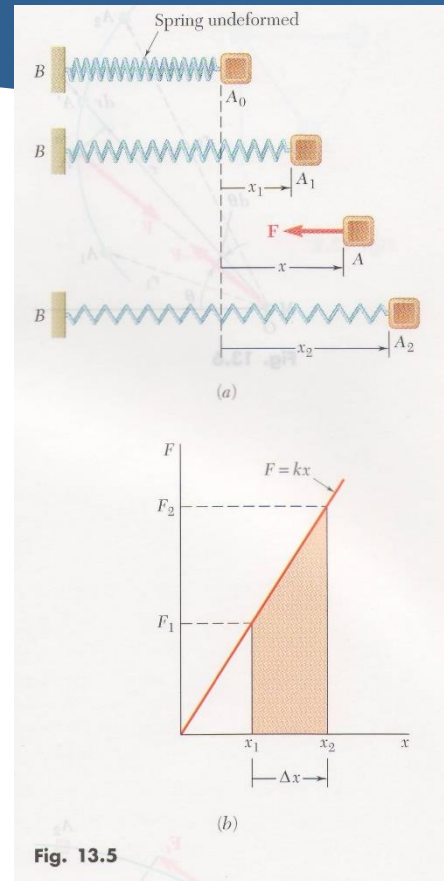 Spring undeformed
B
A0
B
x1
A1
F
x
A
B
x2
A2
(a)
F
F = kx
F2
F1
x1
x2
x
Δx
(b)
Fig. 13.5